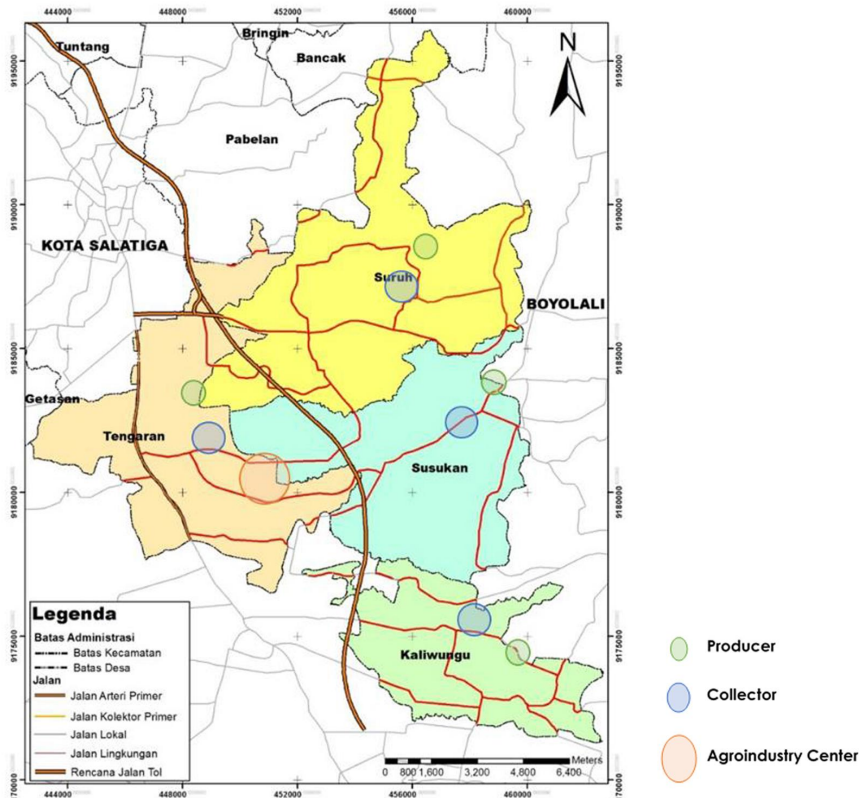 444000 448000 452000 456000 460000
Tuntang
Bringin
Bancak
N
9195000 9195000
Pabelan
9190000 9190000
KOTA SALATIGA
Suruh
BOYOLALI
9185000 9185000
Getasan
Tengaran
Susukan
9180000 9180000
Legenda
Batas Administrasi
Batas Kecamatan
Batas Desa
Jalan
Jalan Arteri Primer
Jalan Kolektor Primer
Jalan Lokal
Jalan Lingkungan
Rencana Jalan Tol
9175000
Kaliwungu
Meters
0 800 1,600 3,200 4,800 6,400
444000 448000 452000 456000 460000
Producer
Collector
Agroindustry Center